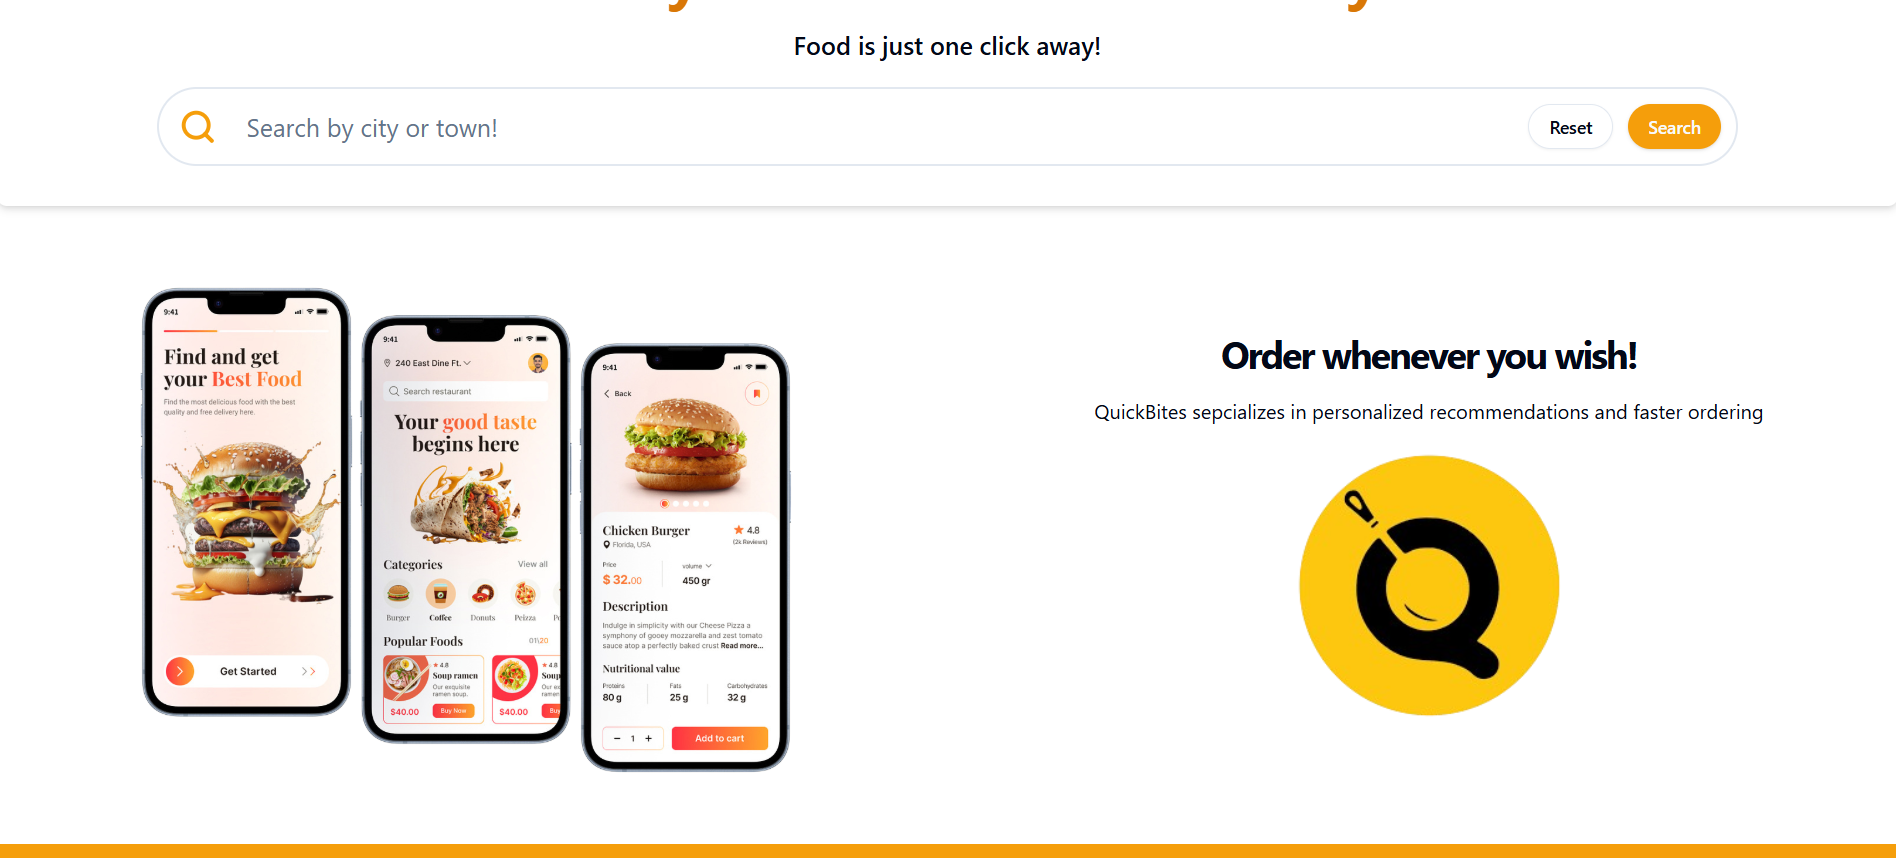 Food is just one click away!
Search by city or town!
Reset
Search
9:41
Find and get
your Best Food
Find the most delicious food with the best
quality and free delivery here.
Get Started
9:41
240 East Dine Ft.
Search restaurant
Your good taste
begins here
Categories
View all
Burger
Coffee
Donuts
Peizza
Popular Foods
01\20
4.8
Soup ramen
Our exquisite
ramen soup.
$40.00
Buy Now
4.8
Soup
Our ex
ramen
$40.00
Buy
9:41
Back
Chicken Burger
4.8
Florida, USA
(2k Reviews)
Price
volume
$ 32.00
450 gr
Description
Indulge in simplicity with our Cheese Pizza a
symphony of gooey mozzarella and zest tomato
sauce atop a perfectly baked crust Read more...
Nutritional value
Proteins
Fats
Carbohydrates
80 g
25 g
32 g
− 1 +
Add to cart
Order whenever you wish!
QuickBites sepcializes in personalized recommendations and faster ordering